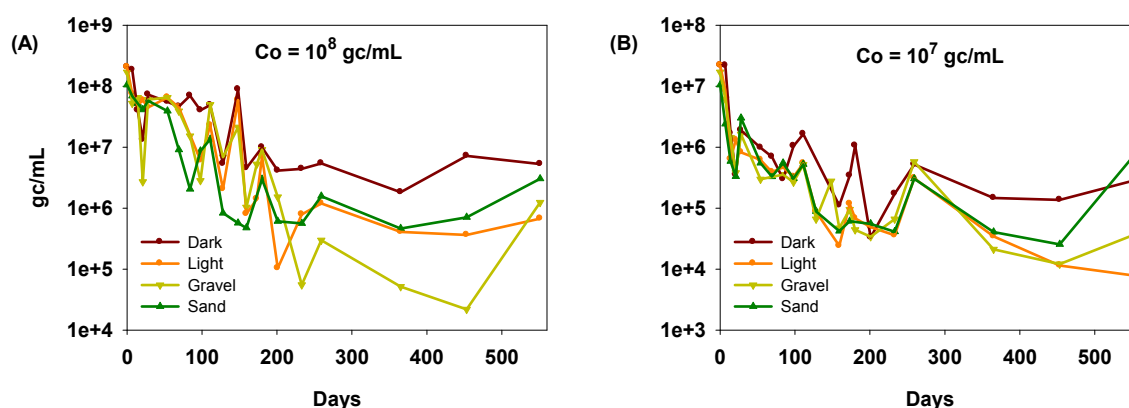 (A)
Co = 10^8 gc/mL
1e+9
1e+8
1e+7
1e+6
1e+5
1e+4
gc/mL
Dark
Light
Gravel
Sand
0 100 200 300 400 500
Days
(B)
Co = 10^7 gc/mL
1e+8
1e+7
1e+6
1e+5
1e+4
1e+3
Dark
Light
Gravel
Sand
0 100 200 300 400 500
Days